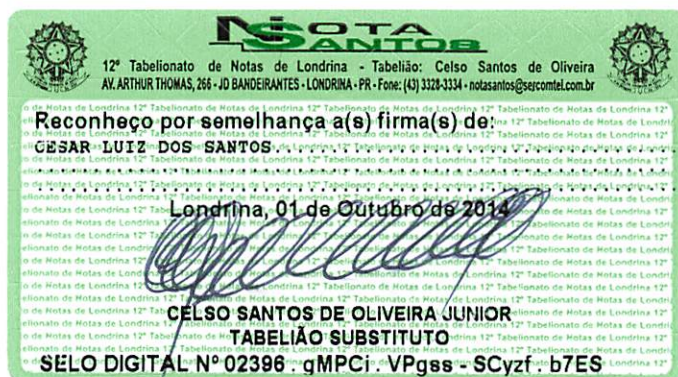 NOTA
SANTOS
12º Tabelionato de Notas de Londrina - Tabelião: Celso Santos de Oliveira
AV. ARTHUR THOMAS, 266 - JD BANDEIRANTES - LONDRINA - PR - Fone: (43) 3328-3334 - notasantos@sercomtel.com.br
Reconheço por semelhança a(s) firma(s) de:
CESAR LUIZ DOS SANTOS
Londrina, 01 de Outubro de 2014
CELSO SANTOS DE OLIVEIRA JUNIOR
TABELIÃO SUBSTITUTO
SELO DIGITAL Nº 02396 . gMPCj . VPgss - SCyzf . b7ES